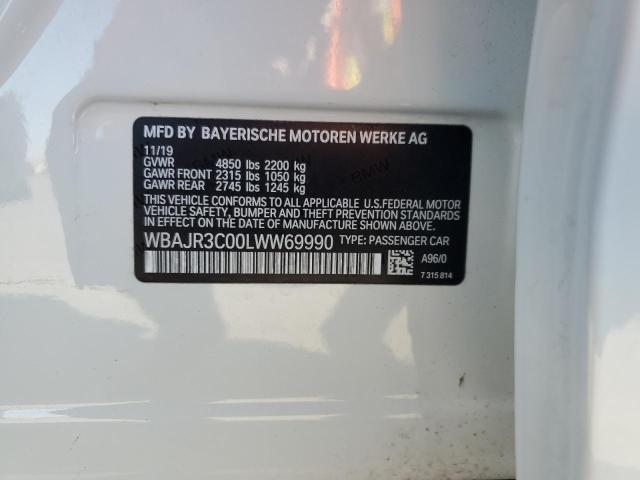 MFD BY BAYERISCHE MOTOREN WERKE AG
11/19
GVWR 4850 lbs 2200 kg
GAWR FRONT 2315 lbs 1050 kg
GAWR REAR 2745 lbs 1245 kg
THIS VEHICLE CONFORMS TO ALL APPLICABLE U.S.FEDERAL MOTOR
VEHICLE SAFETY, BUMPER AND THEFT PREVENTION STANDARDS
IN EFFECT ON THE DATE OF MANUFACTURE SHOWN ABOVE.
WBAJR3C00LWW69990 TYPE: PASSENGER CAR
A96/0
7 315 814
BMW